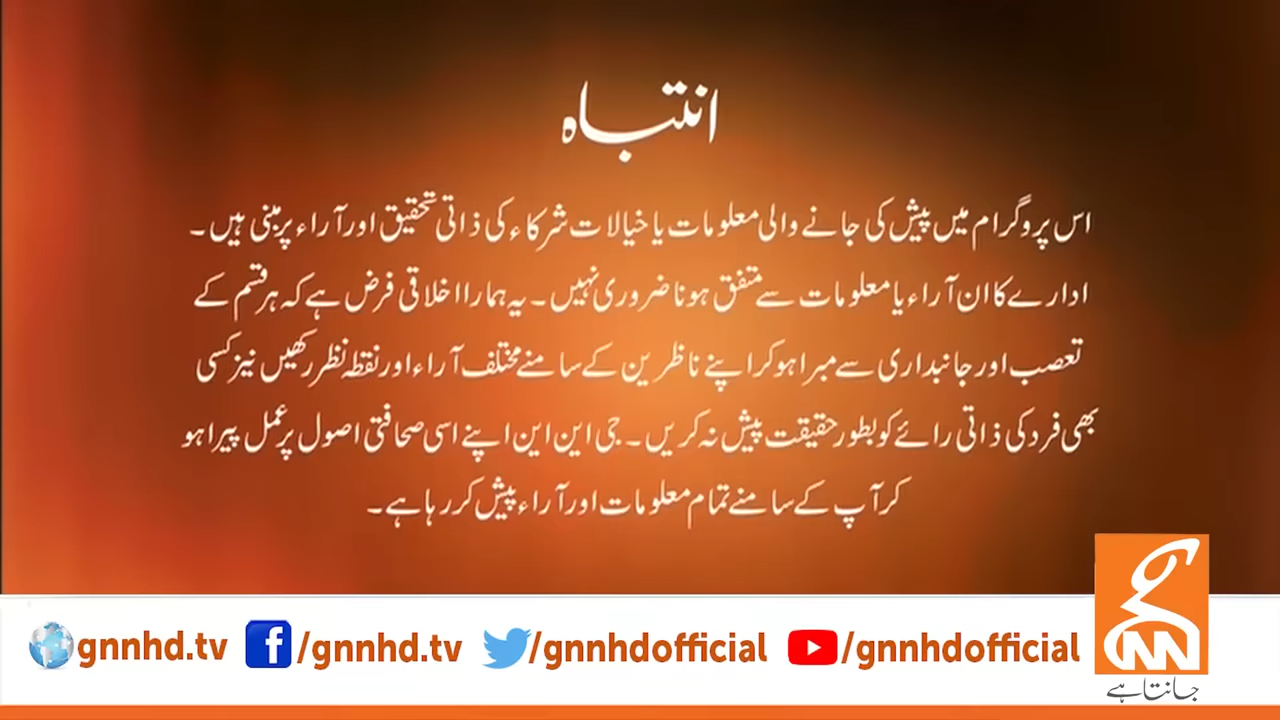 انتباہ
اس پروگرام میں پیش کی جانے والی معلومات یا خیالات شرکاء کی ذاتی تحقیق اور آراء پر مبنی ہیں۔
ادارے کا ان آراء یا معلومات سے متفق ہونا ضروری نہیں۔ یہ ہمارا اخلاقی فرض ہے کہ ہر قسم کے
تعصب اور جانبداری سے مبرا ہو کر اپنے ناظرین کے سامنے مختلف آراء اور نقطہ نظر رکھیں نیز کسی
بھی فرد کی ذاتی رائے کو بطور حقیقت پیش نہ کریں۔ جی این این اپنے اسی صحافتی اصول پر عمل پیرا ہو
کر آپ کے سامنے تمام معلومات اور آراء پیش کر رہا ہے۔
gnnhd.tv /gnnhd.tv /gnnhdofficial /gnnhdofficial
GNN
جانتا ہے